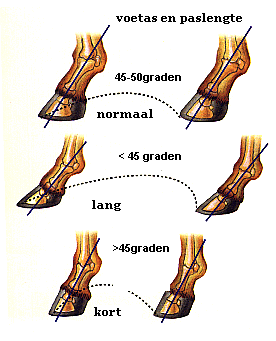 voetas en paslengte
45-50graden
normaal
< 45 graden
lang
>45graden
kort